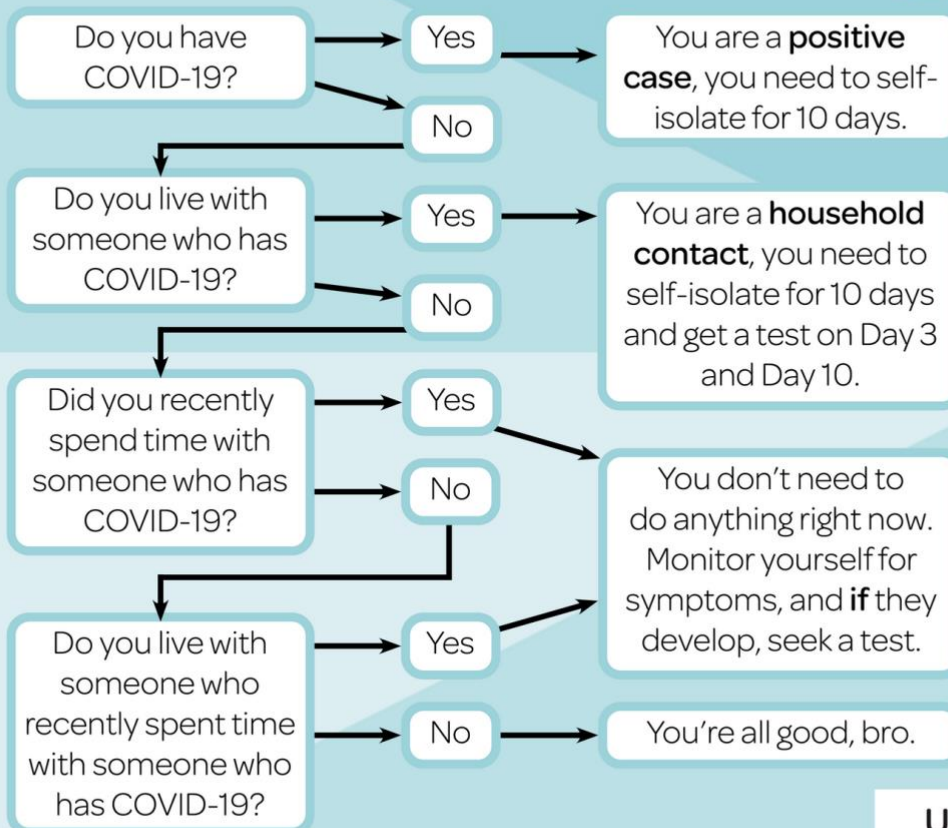 Do you have
COVID-19?
Yes
You are a positive
case, you need to self-
isolate for 10 days.
No
Do you live with
someone who has
COVID-19?
Yes
You are a household
contact, you need to
self-isolate for 10 days
and get a test on Day 3
and Day 10.
No
Did you recently
spend time with
someone who has
COVID-19?
Yes
No
You don't need to
do anything right now.
Monitor yourself for
symptoms, and if they
develop, seek a test.
Do you live with
someone who
recently spent time
with someone who
has COVID-19?
Yes
No
You're all good, bro.